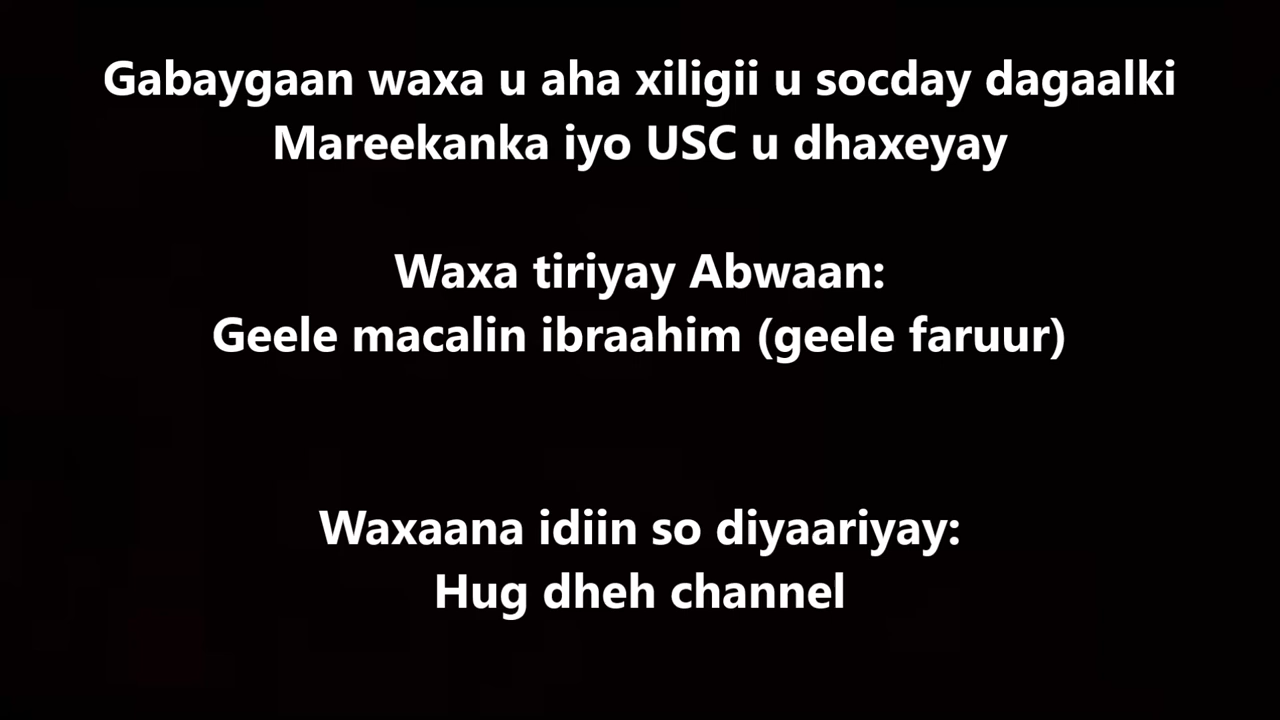 Gabaygaan waxa u aha xiligii u socday dagaalki
Mareekanka iyo USC u dhaxeyay
Waxa tiriyay Abwaan:
Geele macalin ibraahim (geele faruur)
Waxaana idiin so diyaariyay:
Hug dheh channel